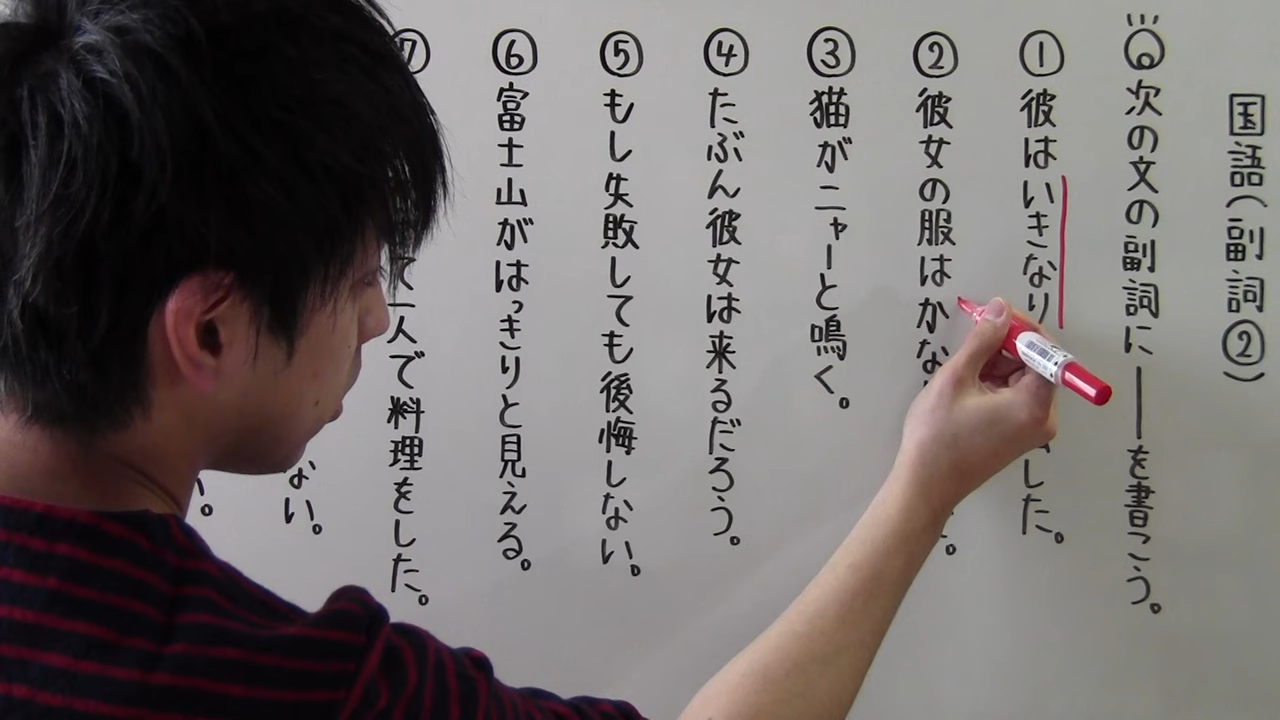 国語(副詞②)
次の文の副詞に――を書こう。
①彼はいきなり した。
②彼女の服はかな 。
③猫がニャーと鳴く。
④たぶん彼女は来るだろう。
⑤もし失敗しても後悔しない。
⑥富士山がはっきりと見える。
⑦ て一人で料理をした。
ない。
い。